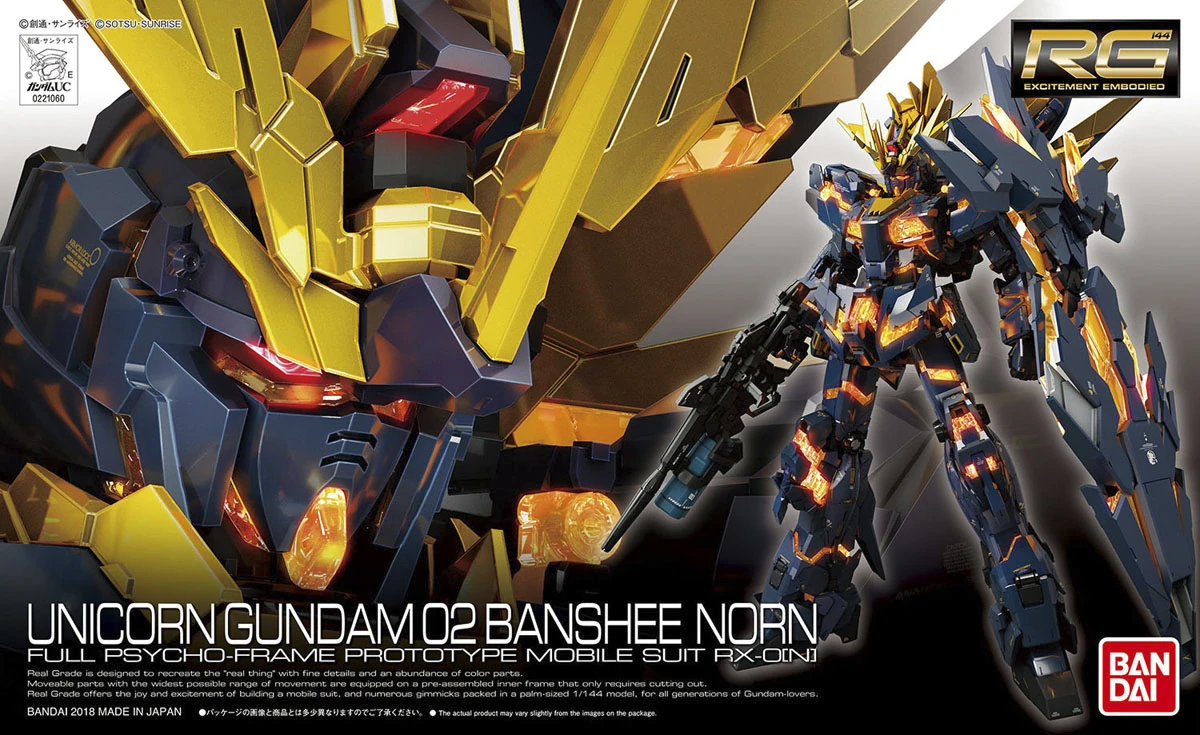 ©創通・サンライズ ©SOTSU・SUNRISE
創通・サンライズ
© E
ガンダムUC
0221060
RG
1/44
EXCITEMENT EMBODIED
UNICORN GUNDAM 02 BANSHEE NORN
FULL PSYCHO-FRAME PROTOTYPE MOBILE SUIT RX-0[N]
Real Grade is designed to recreate the "real thing" with fine details and an abundance of color parts.
Moveable parts with the widest possible range of movement are equipped on a pre-assembled inner frame that only requires cutting out.
Real Grade offers the joy and excitement of building a mobile suit, and numerous gimmicks packed in a palm-sized 1/144 model, for all generations of Gundam-lovers.
BANDAI 2018 MADE IN JAPAN ●パッケージの画像と商品とは多少異なりますのでご了承ください。 ● The actual product may vary slightly from the images on the package.
BAN
DAI